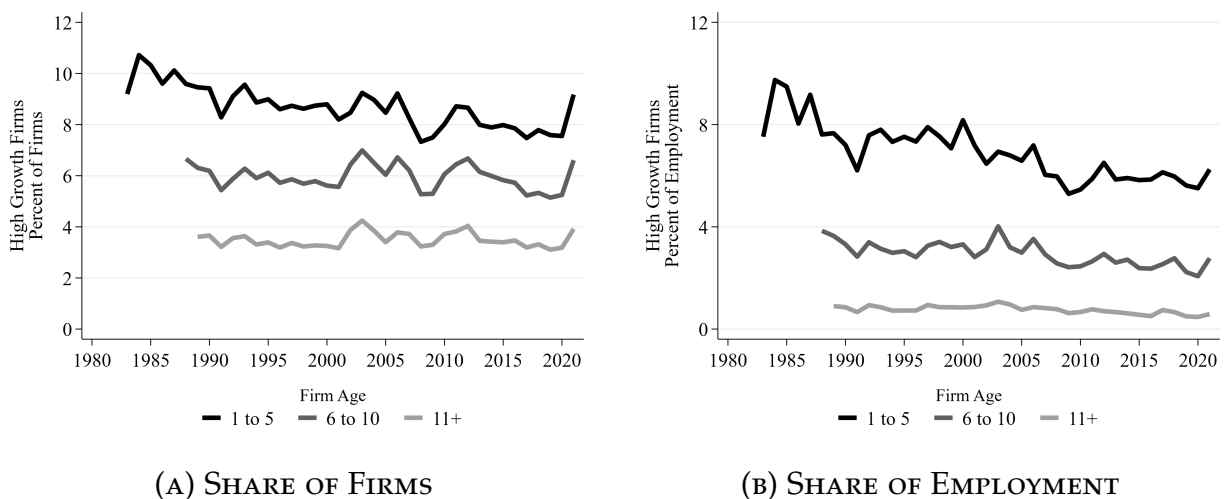 High Growth Firms
Percent of Firms
12
10
8
6
4
2
0
1980 1985 1990 1995 2000 2005 2010 2015 2020
Firm Age
1 to 5 6 to 10 11+
(A) SHARE OF FIRMS
High Growth Firms
Percent of Employment
12
8
4
0
1980 1985 1990 1995 2000 2005 2010 2015 2020
Firm Age
1 to 5 6 to 10 11+
(B) SHARE OF EMPLOYMENT